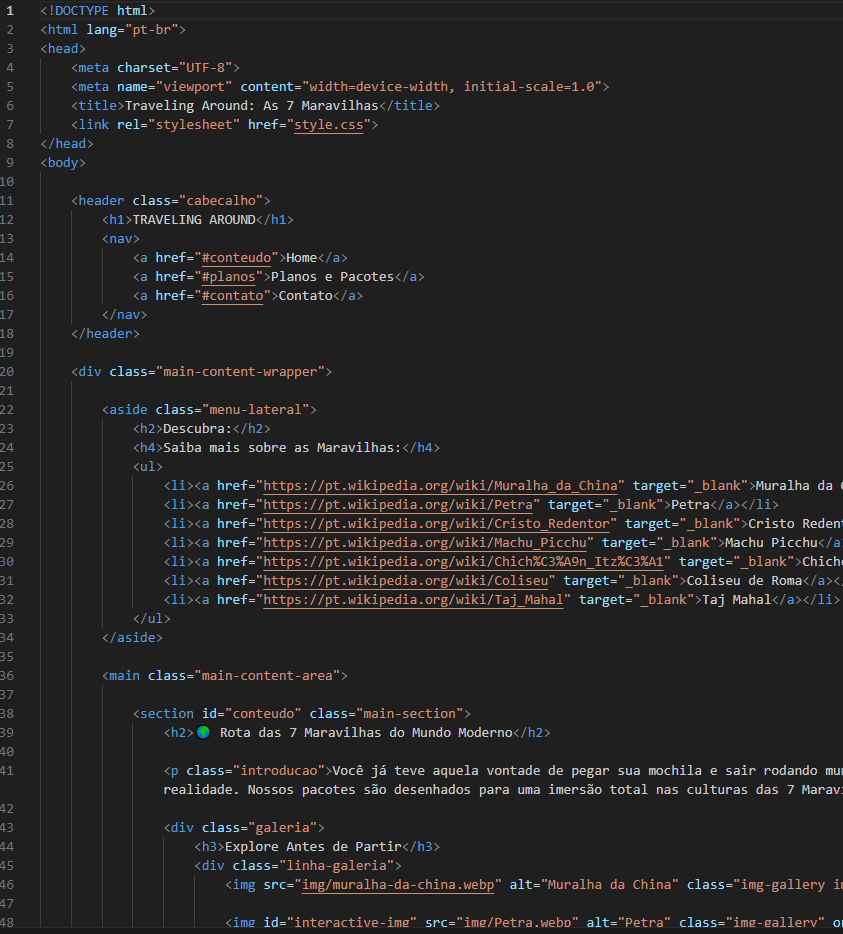 1 <!DOCTYPE html>
2 <html lang="pt-br">
3 <head>
4 <meta charset="UTF-8">
5 <meta name="viewport" content="width=device-width, initial-scale=1.0">
6 <title>Traveling Around: As 7 Maravilhas</title>
7 <link rel="stylesheet" href="style.css">
8 </head>
9 <body>
10
11 <header class="cabecalho">
12 <h1>TRAVELING AROUND</h1>
13 <nav>
14 <a href="#conteudo">Home</a>
15 <a href="#planos">Planos e Pacotes</a>
16 <a href="#contato">Contato</a>
17 </nav>
18 </header>
19
20 <div class="main-content-wrapper">
21
22 <aside class="menu-lateral">
23 <h2>Descubra:</h2>
24 <h4>Saiba mais sobre as Maravilhas:</h4>
25 <ul>
26 <li><a href="https://pt.wikipedia.org/wiki/Muralha_da_China" target="_blank">Muralha da
27 <li><a href="https://pt.wikipedia.org/wiki/Petra" target="_blank">Petra</a></li>
28 <li><a href="https://pt.wikipedia.org/wiki/Cristo_Redentor" target="_blank">Cristo Redent
29 <li><a href="https://pt.wikipedia.org/wiki/Machu_Picchu" target="_blank">Machu Picchu</a
30 <li><a href="https://pt.wikipedia.org/wiki/Chich%C3%A9n_Itz%C3%A1" target="_blank">Chich
31 <li><a href="https://pt.wikipedia.org/wiki/Coliseu" target="_blank">Coliseu de Roma</a><
32 <li><a href="https://pt.wikipedia.org/wiki/Taj_Mahal" target="_blank">Taj Mahal</a></li>
33 </ul>
34 </aside>
35
36 <main class="main-content-area">
37
38 <section id="conteudo" class="main-section">
39 <h2>🌍 Rota das 7 Maravilhas do Mundo Moderno</h2>
40
41 <p class="introducao">Você já teve aquela vontade de pegar sua mochila e sair rodando mu
realidade. Nossos pacotes são desenhados para uma imersão total nas culturas das 7 Maravi
42
43 <div class="galeria">
44 <h3>Explore Antes de Partir</h3>
45 <div class="linha-galeria">
46 <img src="img/muralha-da-china.webp" alt="Muralha da China" class="img-gallery i
47
48 <img id="interactive-img" src="img/Petra.webp" alt="Petra" class="img-gallery" o